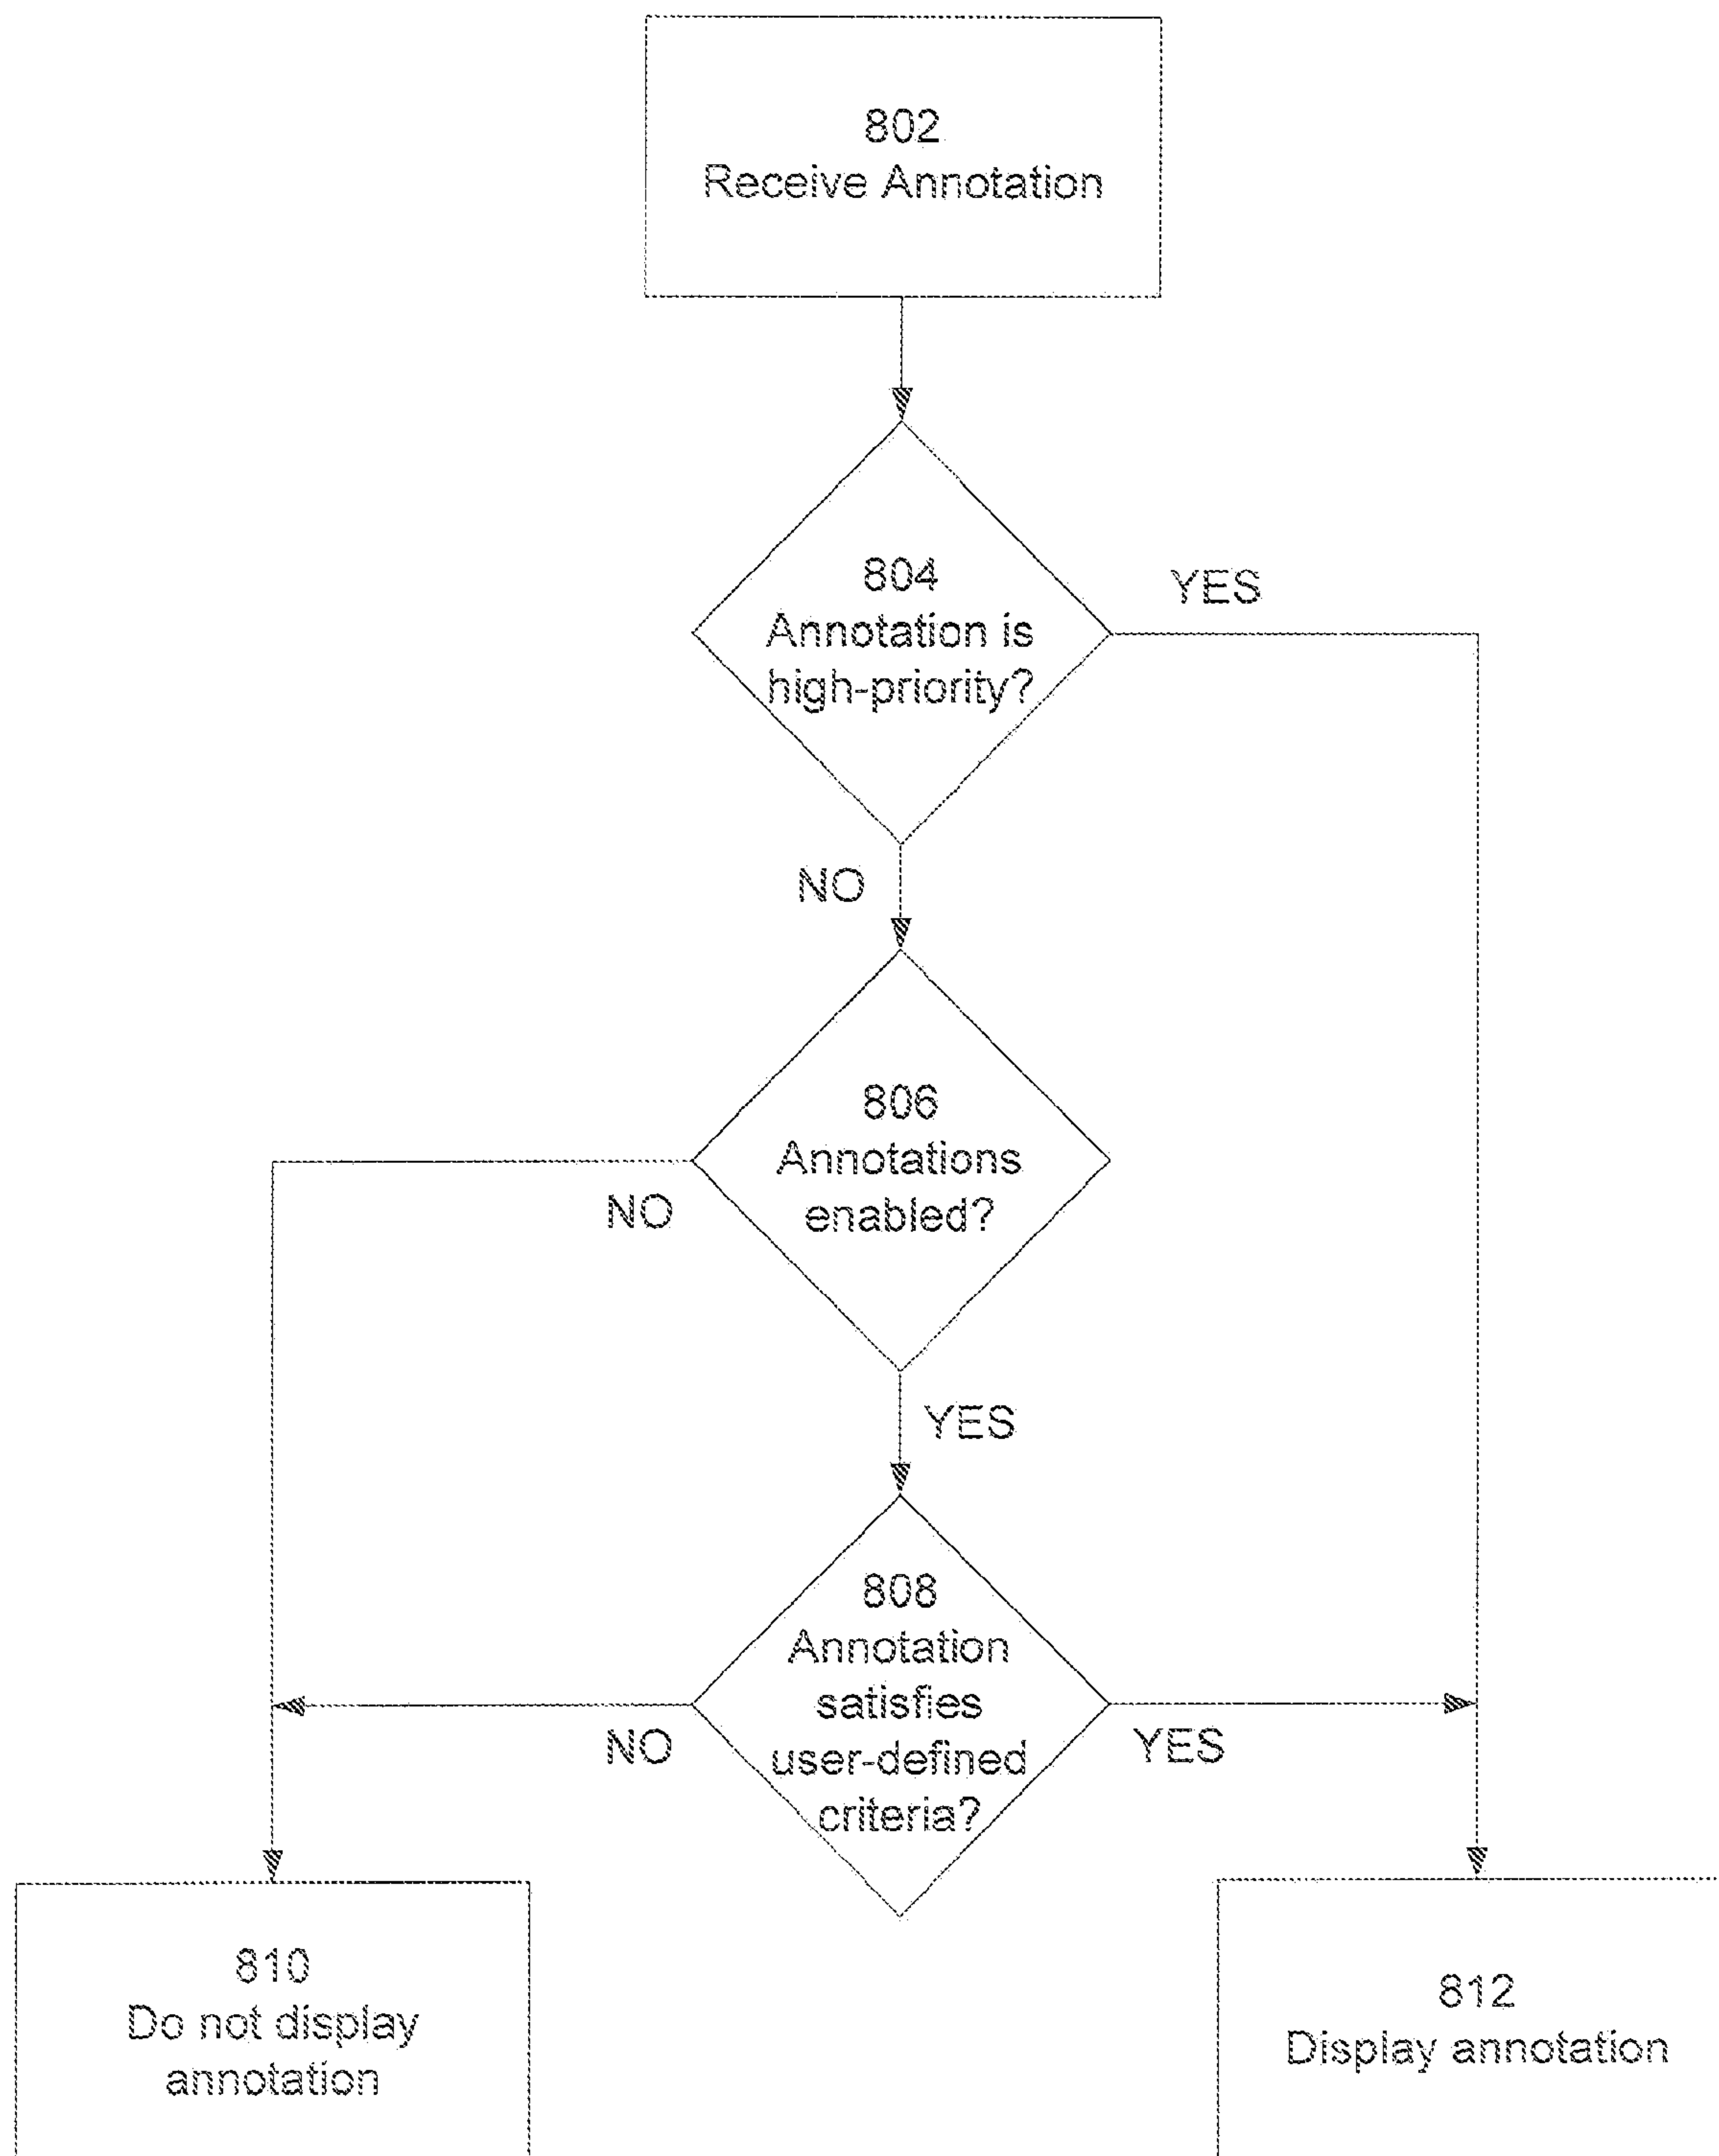 802
Receive Annotation
804
Annotation is
high-priority?
YES
NO
806
Annotations
enabled?
NO
YES
808
Annotation
satisfies
user-defined
criteria?
NO
YES
810
Do not display
annotation
812
Display annotation